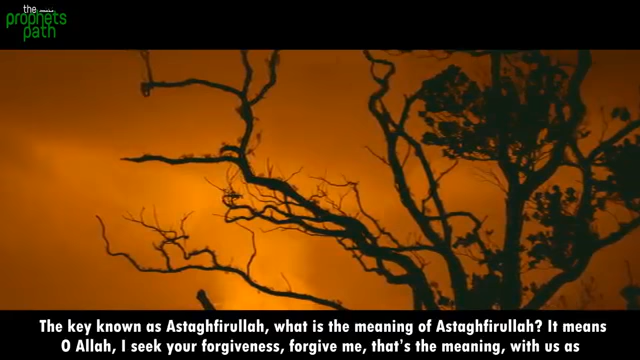 the
prophets
path
The key known as Astaghfirullah, what is the meaning of Astaghfirullah? It means
O Allah, I seek your forgiveness, forgive me, that's the meaning, with us as